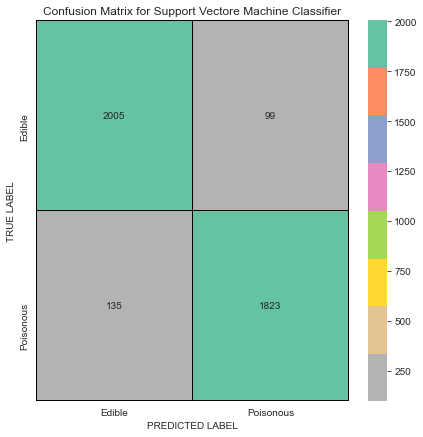 Confusion Matrix for Support Vectore Machine Classifier
TRUE LABEL
Edible
Poisonous
2005
99
135
1823
Edible
Poisonous
PREDICTED LABEL
2000
1750
1500
1250
1000
750
500
250